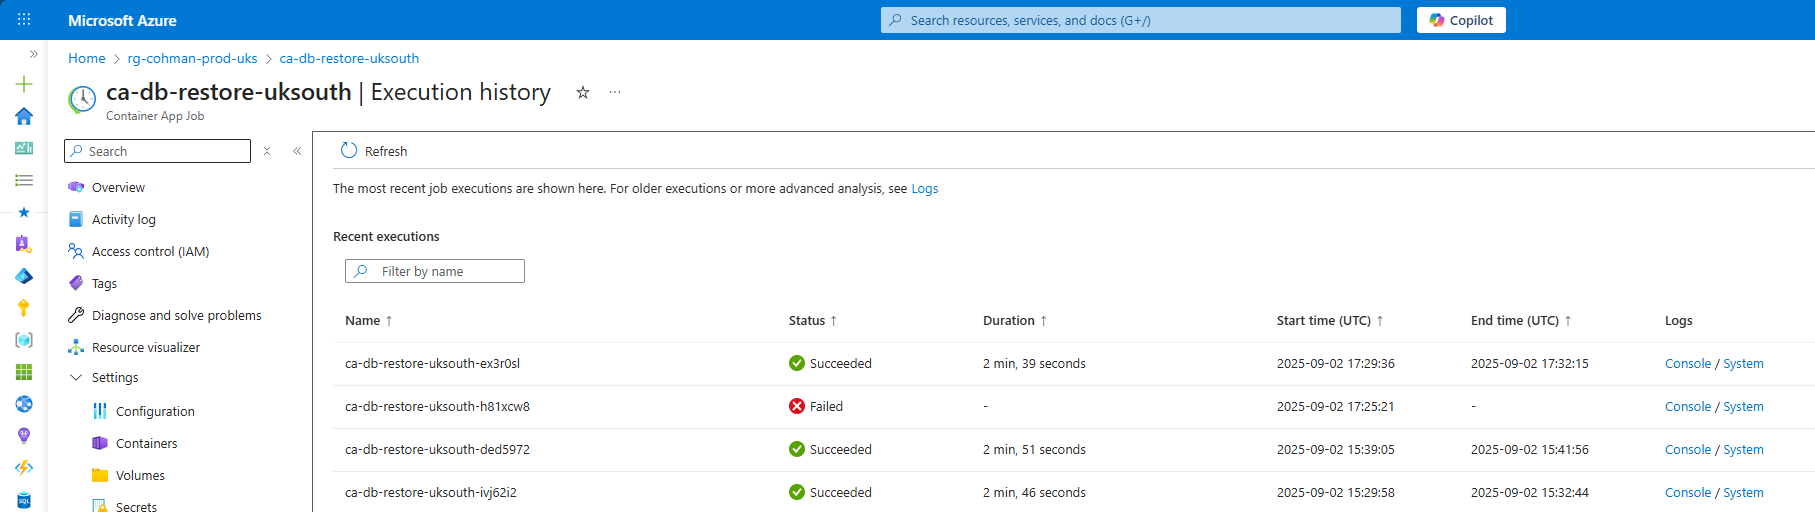 Microsoft Azure
Search resources, services, and docs (G+/)
Copilot
Home > rg-cohman-prod-uks > ca-db-restore-uksouth
ca-db-restore-uksouth | Execution history
Container App Job
Search
Overview
Activity log
Access control (IAM)
Tags
Diagnose and solve problems
Resource visualizer
Settings
Configuration
Containers
Volumes
Secrets
SQL
Refresh
The most recent job executions are shown here. For older executions or more advanced analysis, see Logs
Recent executions
Filter by name
Name ↑ Status ↑ Duration ↑ Start time (UTC) ↑ End time (UTC) ↑ Logs
ca-db-restore-uksouth-ex3r0sl Succeeded 2 min, 39 seconds 2025-09-02 17:29:36 2025-09-02 17:32:15 Console / System
ca-db-restore-uksouth-h81xcw8 Failed - 2025-09-02 17:25:21 - Console / System
ca-db-restore-uksouth-ded5972 Succeeded 2 min, 51 seconds 2025-09-02 15:39:05 2025-09-02 15:41:56 Console / System
ca-db-restore-uksouth-ivj62i2 Succeeded 2 min, 46 seconds 2025-09-02 15:29:58 2025-09-02 15:32:44 Console / System